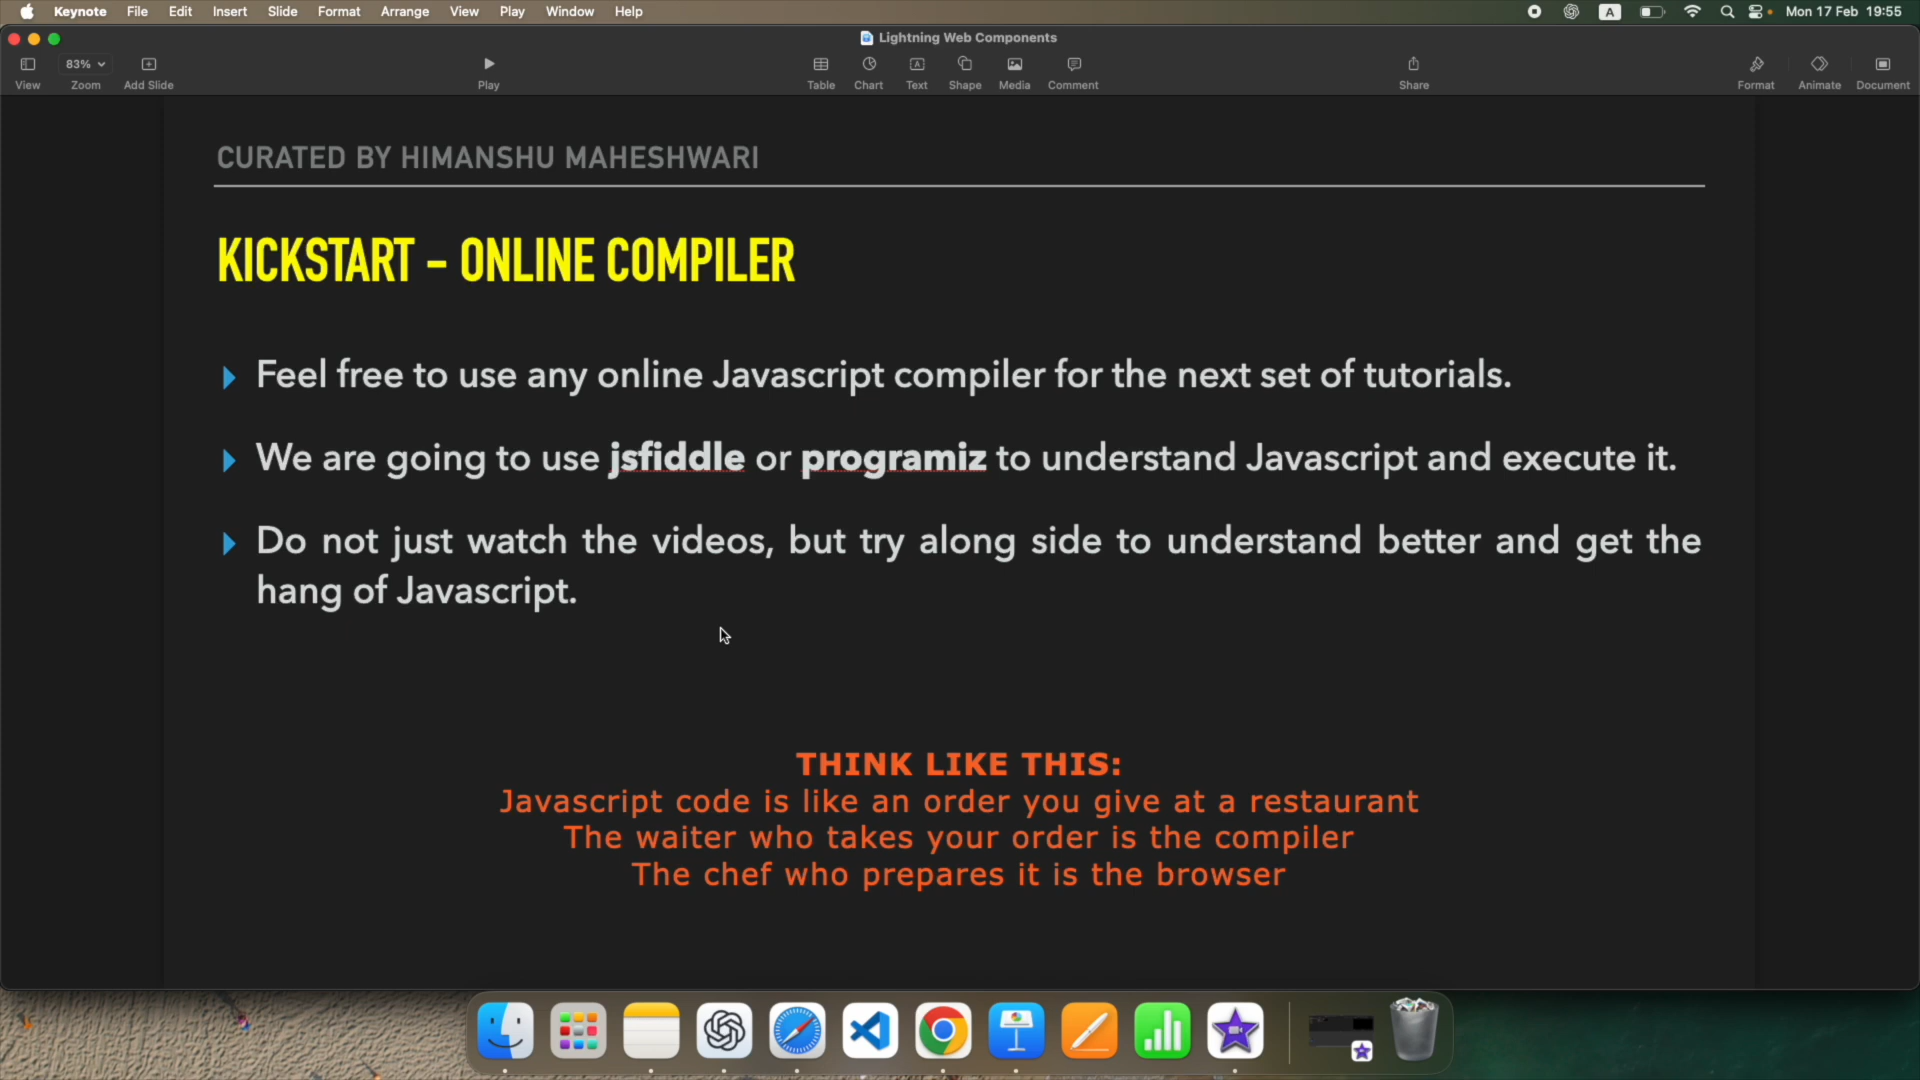 Keynote File Edit Insert Slide Format Arrange View Play Window Help A Mon 17 Feb 19:55
Lightning Web Components
83%
View Zoom Add Slide Play Table Chart Text Shape Media Comment Share Format Animate Document
CURATED BY HIMANSHU MAHESHWARI
KICKSTART - ONLINE COMPILER
Feel free to use any online Javascript compiler for the next set of tutorials.
We are going to use jsfiddle or programiz to understand Javascript and execute it.
Do not just watch the videos, but try along side to understand better and get the
hang of Javascript.
THINK LIKE THIS:
Javascript code is like an order you give at a restaurant
The waiter who takes your order is the compiler
The chef who prepares it is the browser